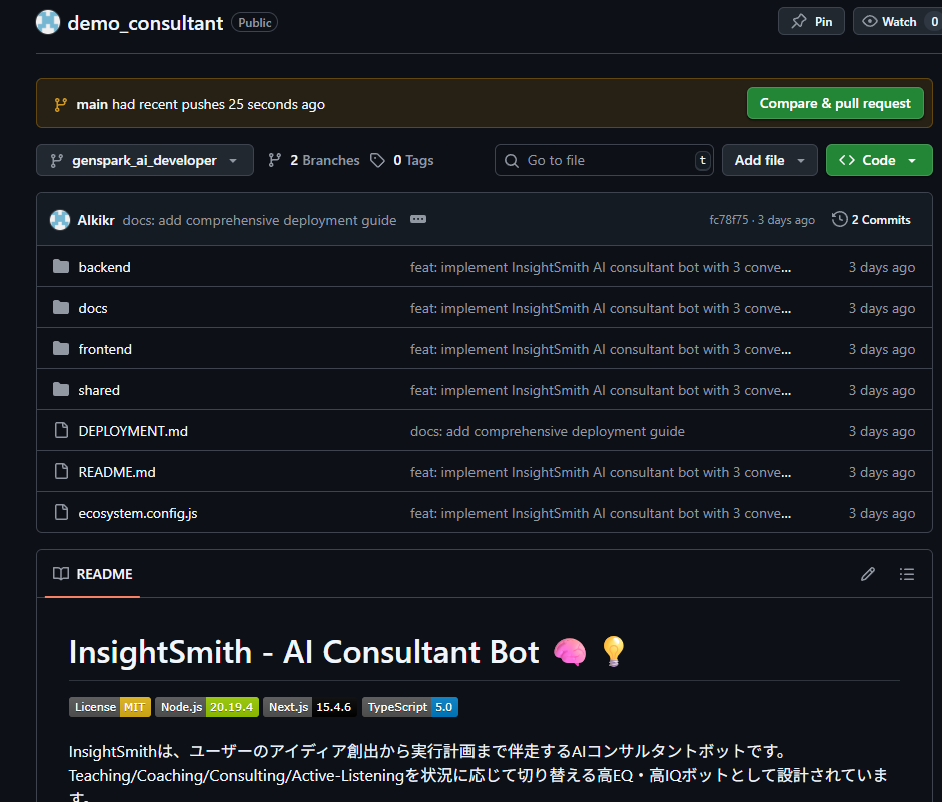 demo_consultant Public Pin Watch 0
main had recent pushes 25 seconds ago Compare & pull request
genspark_ai_developer 2 Branches 0 Tags Go to file t Add file Code
Alkikr docs: add comprehensive deployment guide fc78f75 · 3 days ago 2 Commits
backend feat: implement InsightSmith AI consultant bot with 3 conve... 3 days ago
docs feat: implement InsightSmith AI consultant bot with 3 conve... 3 days ago
frontend feat: implement InsightSmith AI consultant bot with 3 conve... 3 days ago
shared feat: implement InsightSmith AI consultant bot with 3 conve... 3 days ago
DEPLOYMENT.md docs: add comprehensive deployment guide 3 days ago
README.md feat: implement InsightSmith AI consultant bot with 3 conve... 3 days ago
ecosystem.config.js feat: implement InsightSmith AI consultant bot with 3 conve... 3 days ago
README
InsightSmith - AI Consultant Bot 🧠 💡
License MIT Node.js 20.19.4 Next.js 15.4.6 TypeScript 5.0
InsightSmithは、ユーザーのアイディア創出から実行計画まで伴走するAIコンサルタントボットです。
Teaching/Coaching/Consulting/Active-Listeningを状況に応じて切り替える高EQ・高IQボットとして設計されていま
す。